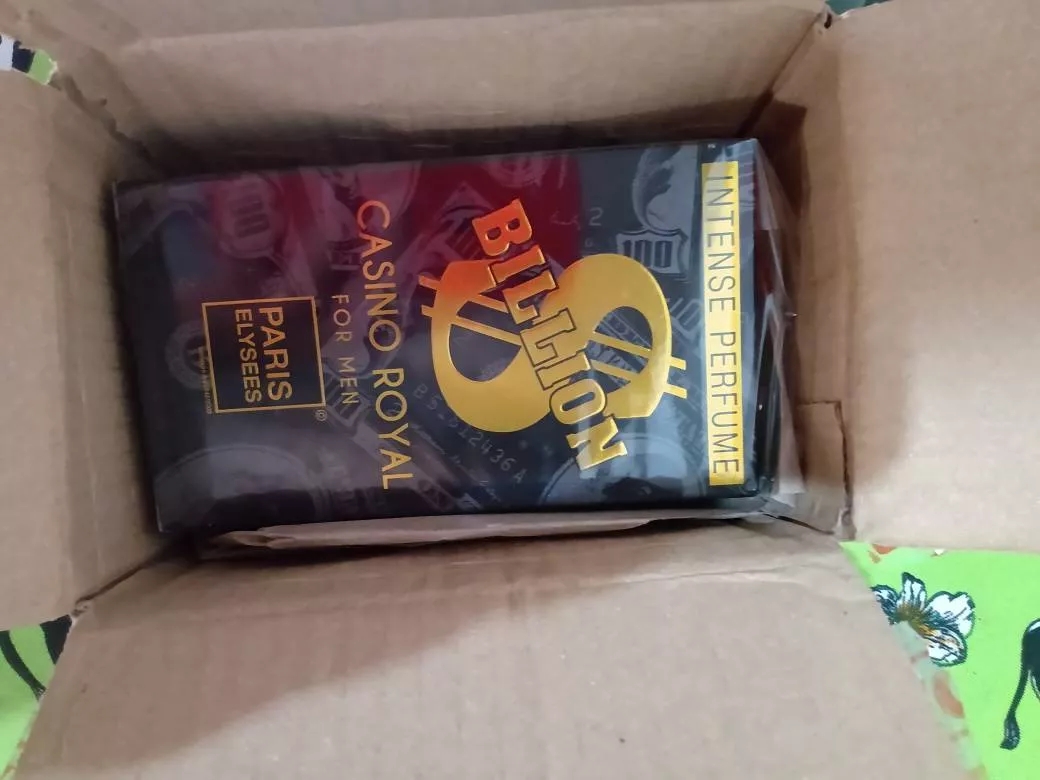 INTENSE PERFUME
BILLION
$
CASINO ROYAL
FOR MEN
PARIS
ELYSEES
©